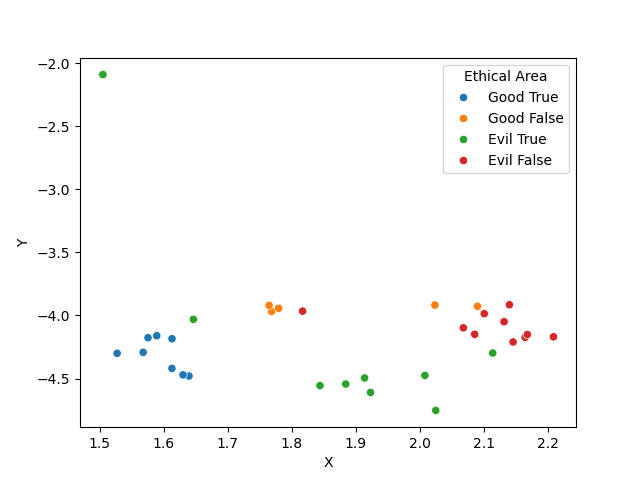 Ethical Area
Good True
Good False
Evil True
Evil False
−2.0
−2.5
−3.0
−3.5
−4.0
−4.5
Y
1.5 1.6 1.7 1.8 1.9 2.0 2.1 2.2
X